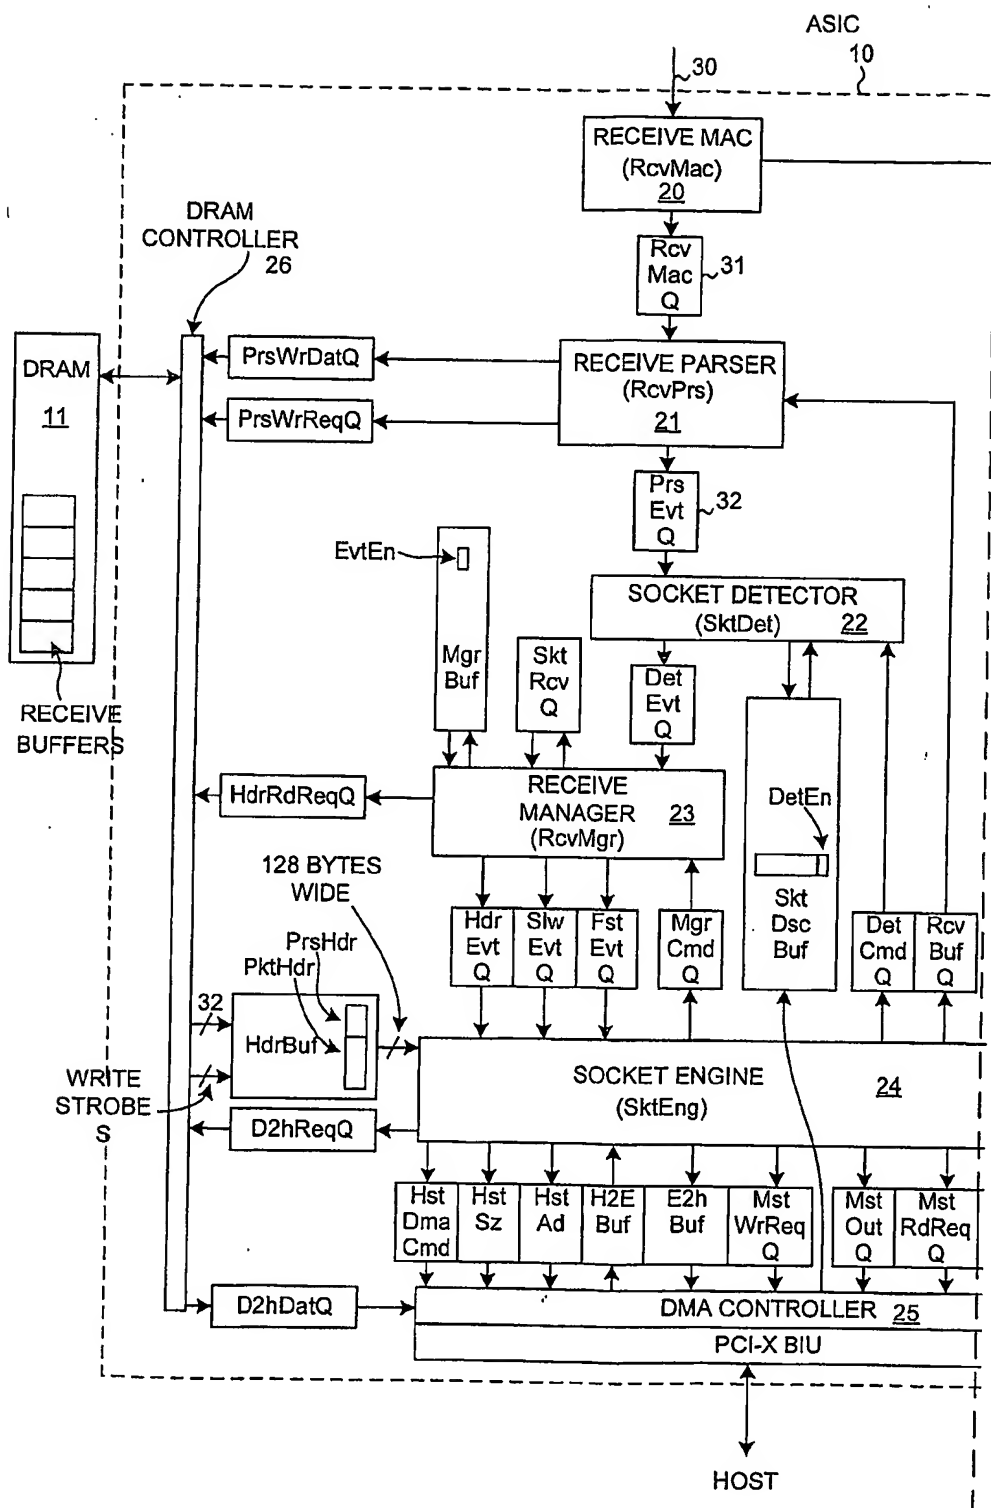 ASIC
10
30
RECEIVE MAC
(RcvMac)
20
DRAM
CONTROLLER
26
Rcv
Mac
Q
31
DRAM
11
PrsWrDatQ
PrsWrReqQ
RECEIVE PARSER
(RcvPrs)
21
Prs
Evt
Q
32
EvtEn
SOCKET DETECTOR
(SktDet)
22
Mgr
Buf
Skt
Rcv
Q
Det
Evt
Q
RECEIVE
BUFFERS
HdrRdReqQ
RECEIVE
MANAGER
(RcvMgr)
23
DetEn
128 BYTES
WIDE
Skt
Dsc
Buf
Hdr
Evt
Q
Slw
Evt
Q
Fst
Evt
Q
Mgr
Cmd
Q
Det
Cmd
Q
Rcv
Buf
Q
PrsHdr
PktHdr
32
HdrBuf
WRITE
STROBE
S
SOCKET ENGINE
(SktEng)
24
D2hReqQ
Hst
Dma
Cmd
Hst
Sz
Hst
Ad
H2E
Buf
E2h
Buf
Mst
WrReq
Q
Mst
Out
Q
Mst
RdReq
Q
D2hDatQ
DMA CONTROLLER 25
PCI-X BIU
HOST